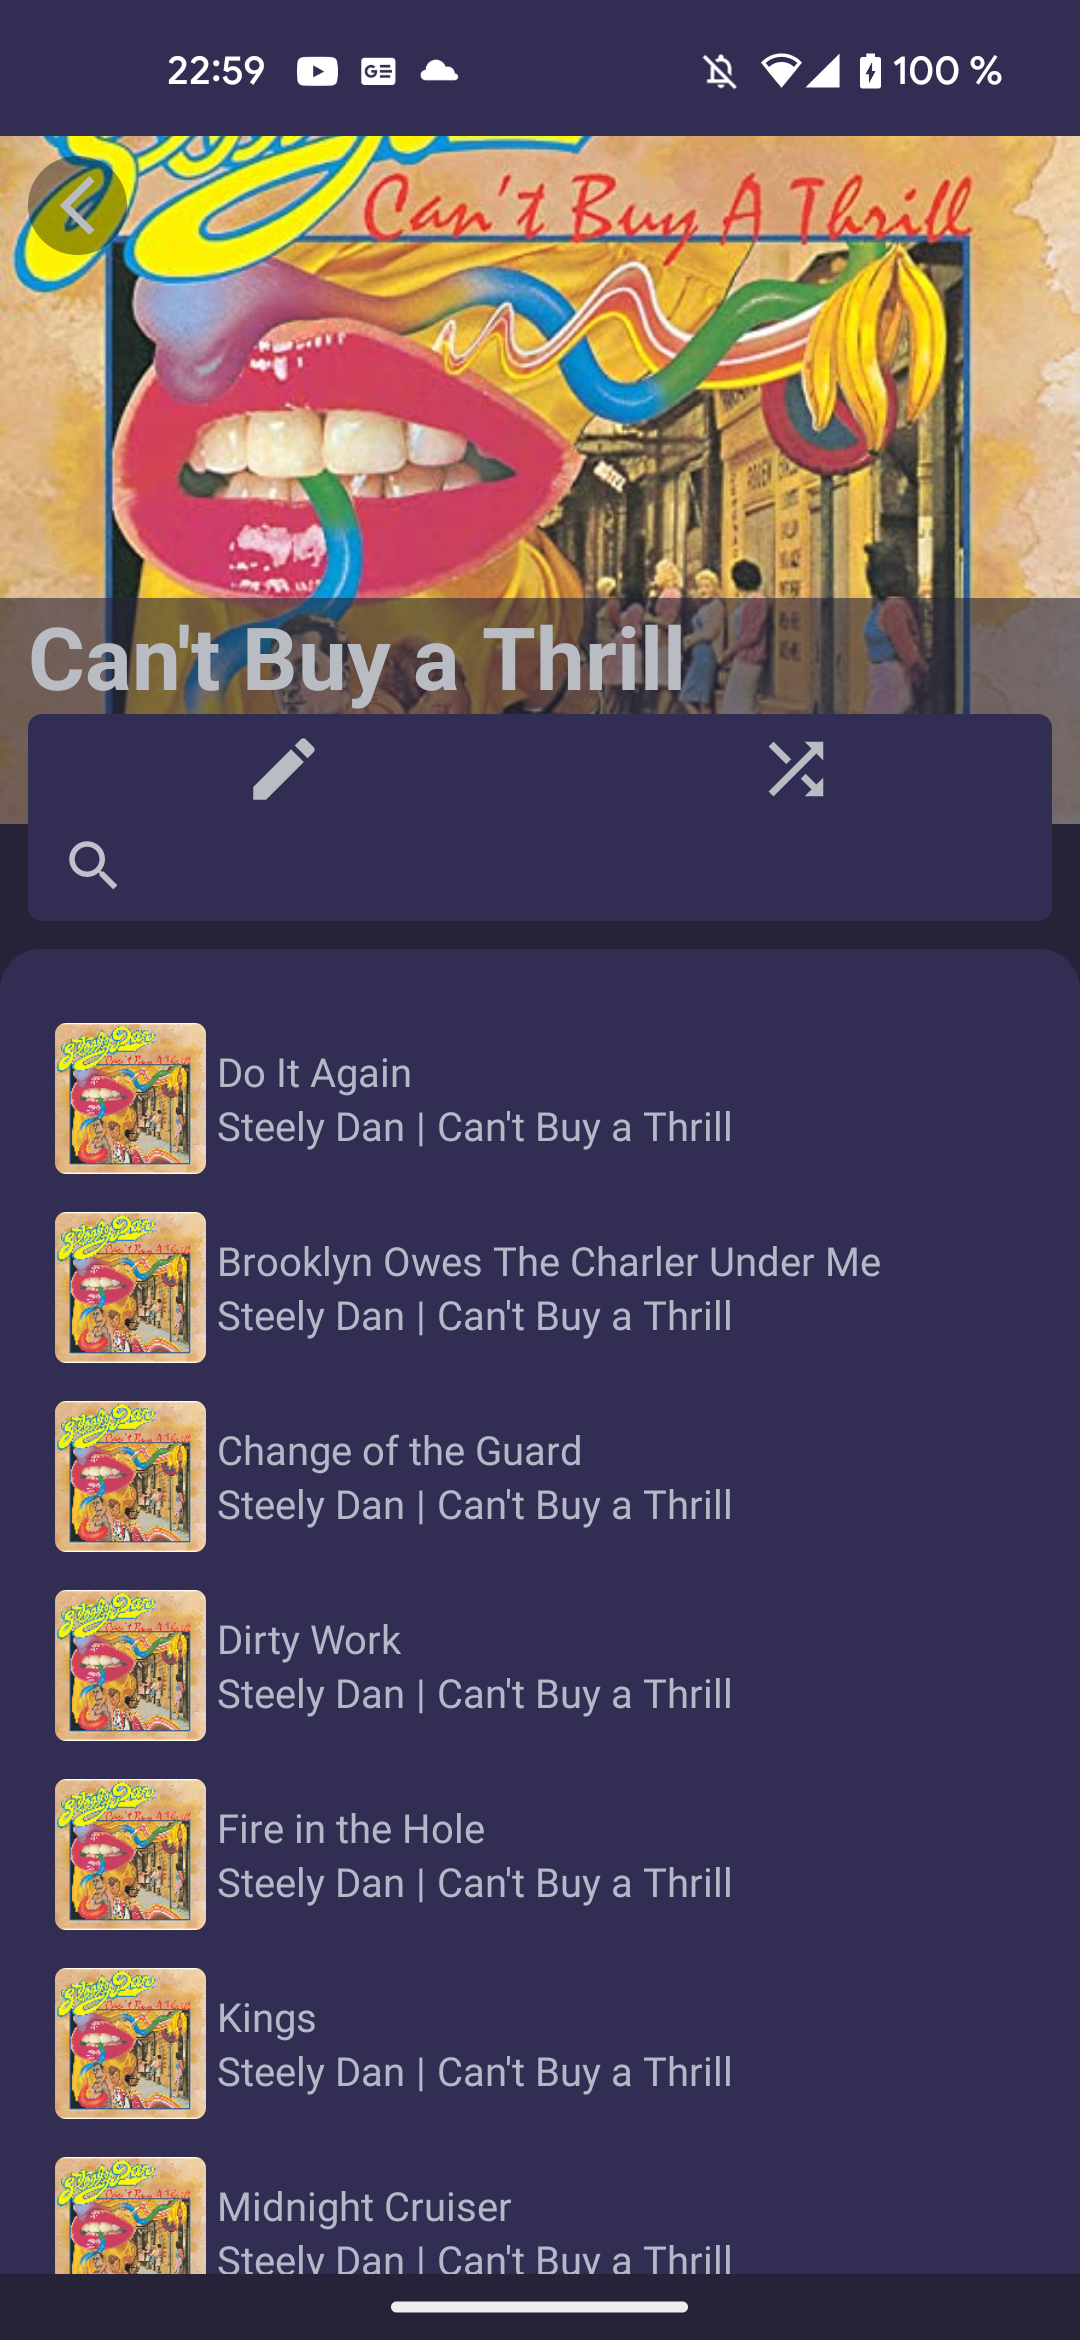 22:59
100 %
Can't Buy A Thrill
Can't Buy a Thrill
Do It Again
Steely Dan | Can't Buy a Thrill
Brooklyn Owes The Charler Under Me
Steely Dan | Can't Buy a Thrill
Change of the Guard
Steely Dan | Can't Buy a Thrill
Dirty Work
Steely Dan | Can't Buy a Thrill
Fire in the Hole
Steely Dan | Can't Buy a Thrill
Kings
Steely Dan | Can't Buy a Thrill
Midnight Cruiser
Steely Dan | Can't Buy a Thrill